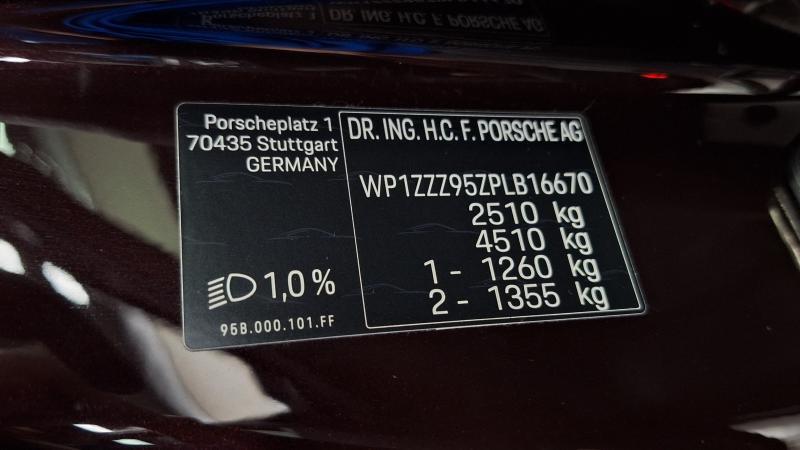 Porscheplatz 1
70435 Stuttgart
GERMANY
1,0 %
95B.000.101.FF
DR. ING. H.C. F. PORSCHE AG
WP1ZZZ95ZPLB16670
2510 kg
4510 kg
1 - 1260 kg
2 - 1355 kg